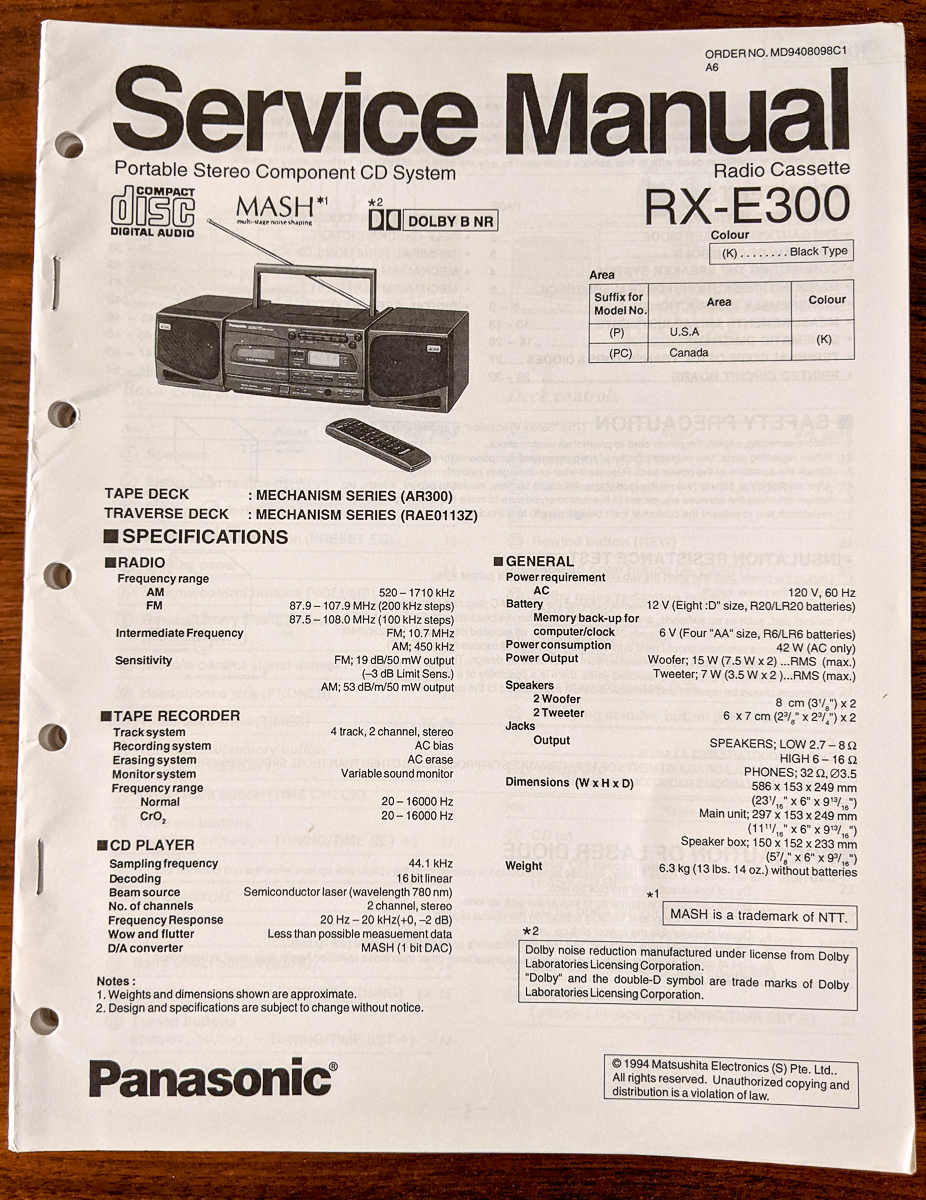 ORDER NO. MD9408098C1
A6
Service Manual
Portable Stereo Component CD System
Radio Cassette
RX-E300
COMPACT
disc
DIGITAL AUDIO
MASH*1
multi-stage noise shaping
*2
DOLBY B NR
Colour
(K) . . . . . . . . Black Type
Area
Suffix for Model No. Area Colour
(P) U.S.A (K)
(PC) Canada
Panasonic
TAPE DECK : MECHANISM SERIES (AR300)
TRAVERSE DECK : MECHANISM SERIES (RAE0113Z)
■ SPECIFICATIONS
■ RADIO
Frequency range
AM 520 – 1710 kHz
FM 87.9 – 107.9 MHz (200 kHz steps)
87.5 – 108.0 MHz (100 kHz steps)
Intermediate Frequency FM; 10.7 MHz
AM; 450 kHz
Sensitivity FM; 19 dB/50 mW output
(–3 dB Limit Sens.)
AM; 53 dB/m/50 mW output
■ TAPE RECORDER
Track system 4 track, 2 channel, stereo
Recording system AC bias
Erasing system AC erase
Monitor system Variable sound monitor
Frequency range
Normal 20 – 16000 Hz
CrO₂ 20 – 16000 Hz
■ CD PLAYER
Sampling frequency 44.1 kHz
Decoding 16 bit linear
Beam source Semiconductor laser (wavelength 780 nm)
No. of channels 2 channel, stereo
Frequency Response 20 Hz – 20 kHz(+0, –2 dB)
Wow and flutter Less than possible measuement data
D/A converter MASH (1 bit DAC)
Notes :
1. Weights and dimensions shown are approximate.
2. Design and specifications are subject to change without notice.
■ GENERAL
Power requirement
AC 120 V, 60 Hz
Battery 12 V (Eight :D" size, R20/LR20 batteries)
Memory back-up for
computer/clock 6 V (Four "AA" size, R6/LR6 batteries)
Power consumption 42 W (AC only)
Power Output Woofer; 15 W (7.5 W x 2) ...RMS (max.)
Tweeter; 7 W (3.5 W x 2 )...RMS (max.)
Speakers
2 Woofer 8 cm (3 1/8") x 2
2 Tweeter 6 x 7 cm (2 3/8" x 2 3/4") x 2
Jacks
Output SPEAKERS; LOW 2.7 – 8 Ω
HIGH 6 – 16 Ω
PHONES; 32 Ω, Ø3.5
Dimensions (W x H x D) 586 x 153 x 249 mm
(23 1/16" x 6" x 9 13/16")
Main unit; 297 x 153 x 249 mm
(11 11/16" x 6" x 9 13/16")
Speaker box; 150 x 152 x 233 mm
(5 7/8" x 6" x 9 3/16")
Weight 6.3 kg (13 lbs. 14 oz.) without batteries
*1
MASH is a trademark of NTT.
*2
Dolby noise reduction manufactured under license from Dolby
Laboratories Licensing Corporation.
"Dolby" and the double-D symbol are trade marks of Dolby
Laboratories Licensing Corporation.
Panasonic®
© 1994 Matsushita Electronics (S) Pte. Ltd..
All rights reserved. Unauthorized copying and
distribution is a violation of law.